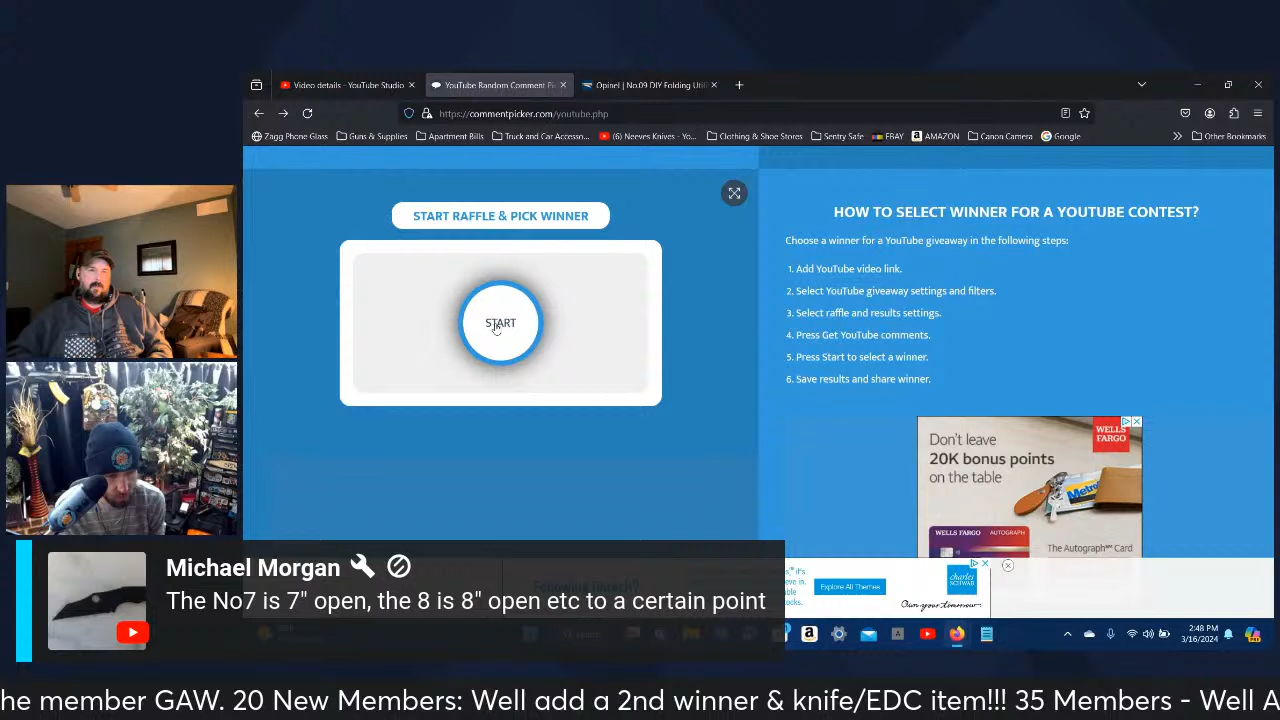 Video details - YouTube Studio
YouTube Random Comment Pi
Opinel | No.09 DIY Folding Uti
https://commentpicker.com/youtube.php
Zagg Phone Glass
Guns & Supplies
Apartment Bills
Truck and Car Accesso...
(6) Neeves Knives - Yo...
Clothing & Shoe Stores
Sentry Safe
EBAY
AMAZON
Canon Camera
Google
Other Bookmarks
START RAFFLE & PICK WINNER
START
HOW TO SELECT WINNER FOR A YOUTUBE CONTEST?
Choose a winner for a YouTube giveaway in the following steps:
1. Add YouTube video link.
2. Select YouTube giveaway settings and filters.
3. Select raffle and results settings.
4. Press Get YouTube comments.
5. Press Start to select a winner.
6. Save results and share winner.
Don't leave
20K bonus points
on the table
WELLS
FARGO
Metro
WELLS FARGO AUTOGRAPH
The Autograph℠ Card
Explore All Themes
charles
SCHWAB
Own your tomorrow
Michael Morgan
The No7 is 7" open, the 8 is 8" open etc to a certain point
2:48 PM
3/16/2024
he member GAW. 20 New Members: Well add a 2nd winner & knife/EDC item!!! 35 Members - Well A